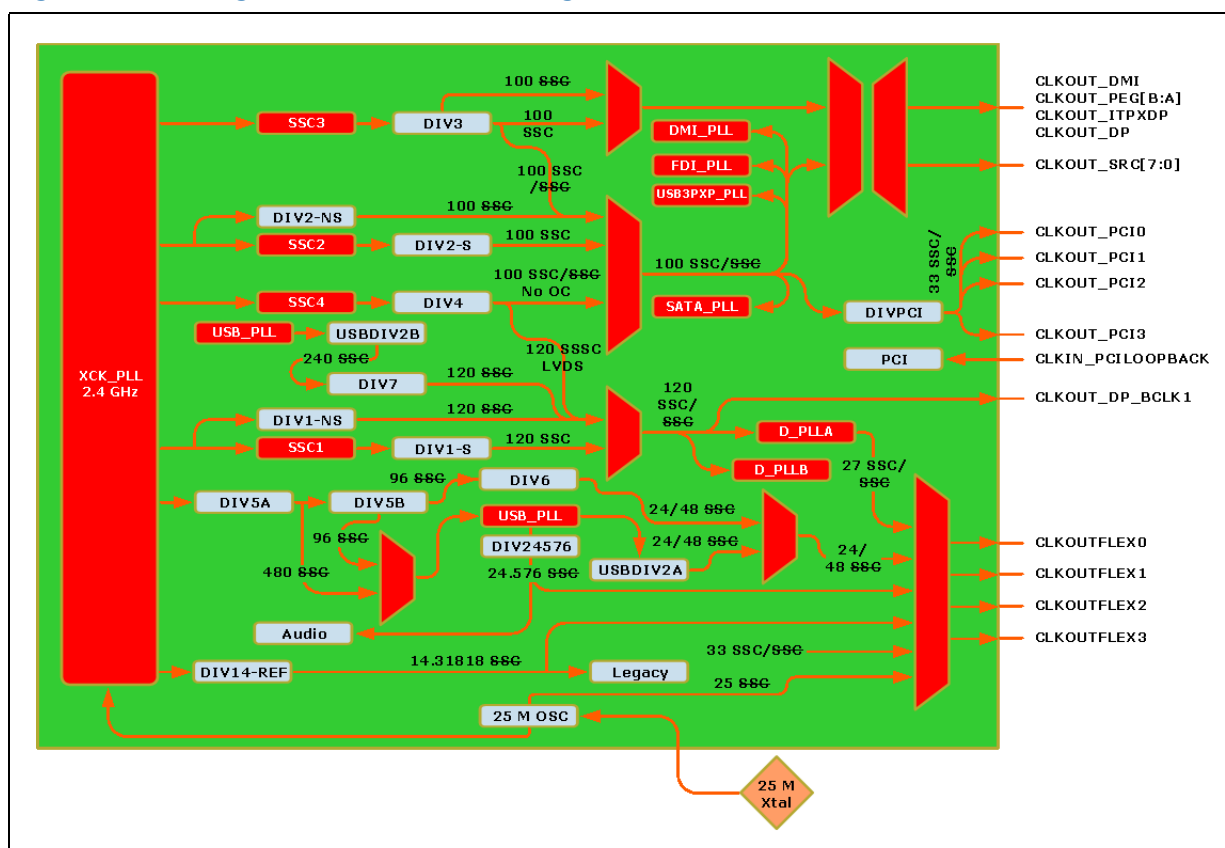 100 SSC
CLKOUT_DMI
CLKOUT_PEG[B:A]
CLKOUT_ITPXDP
CLKOUT_DP
SSC3
DIV3
100
SSC
DMI_PLL
FDI_PLL
CLKOUT_SRC[7:0]
100 SSC
/SSC
USB3PXP_PLL
DIV2-NS
100 SSC
SSC2
DIV2-S
100 SSC
33 SSC/
SSC
CLKOUT_PCI0
CLKOUT_PCI1
CLKOUT_PCI2
CLKOUT_PCI3
100 SSC/SSC
100 SSC/SSC
No OC
SSC4
DIV4
SATA_PLL
DIVPCI
USB_PLL
USBDIV2B
240 SSC
120 SSSC
LVDS
PCI
CLKIN_PCILOOPBACK
XCK_PLL
2.4 GHz
DIV7
120 SSC
120
SSC/
SSC
CLKOUT_DP_BCLK1
DIV1-NS
120 SSC
SSC1
DIV1-S
120 SSC
D_PLLA
D_PLLB
27 SSC/
SSC
96 SSC
DIV6
DIV5A
DIV5B
USB_PLL
24/48 SSC
96 SSC
DIV24576
24/48 SSC
24/
48 SSC
480 SSC
24.576 SSC
USBDIV2A
CLKOUTFLEX0
CLKOUTFLEX1
CLKOUTFLEX2
CLKOUTFLEX3
Audio
33 SSC/SSC
14.31818 SSC
DIV14-REF
Legacy
25 SSC
25 M OSC
25 M
Xtal